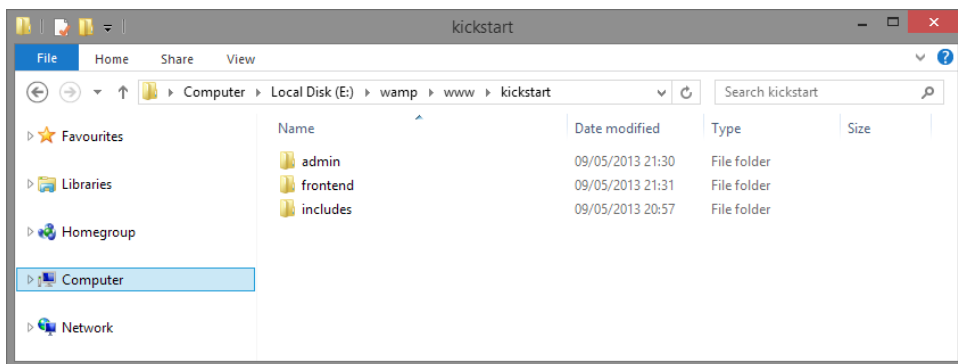 kickstart
File Home Share View
Computer Local Disk (E:) wamp www kickstart Search kickstart
Name Date modified Type Size
Favourites
admin 09/05/2013 21:30 File folder
Libraries
frontend 09/05/2013 21:31 File folder
includes 09/05/2013 20:57 File folder
Homegroup
Computer
Network